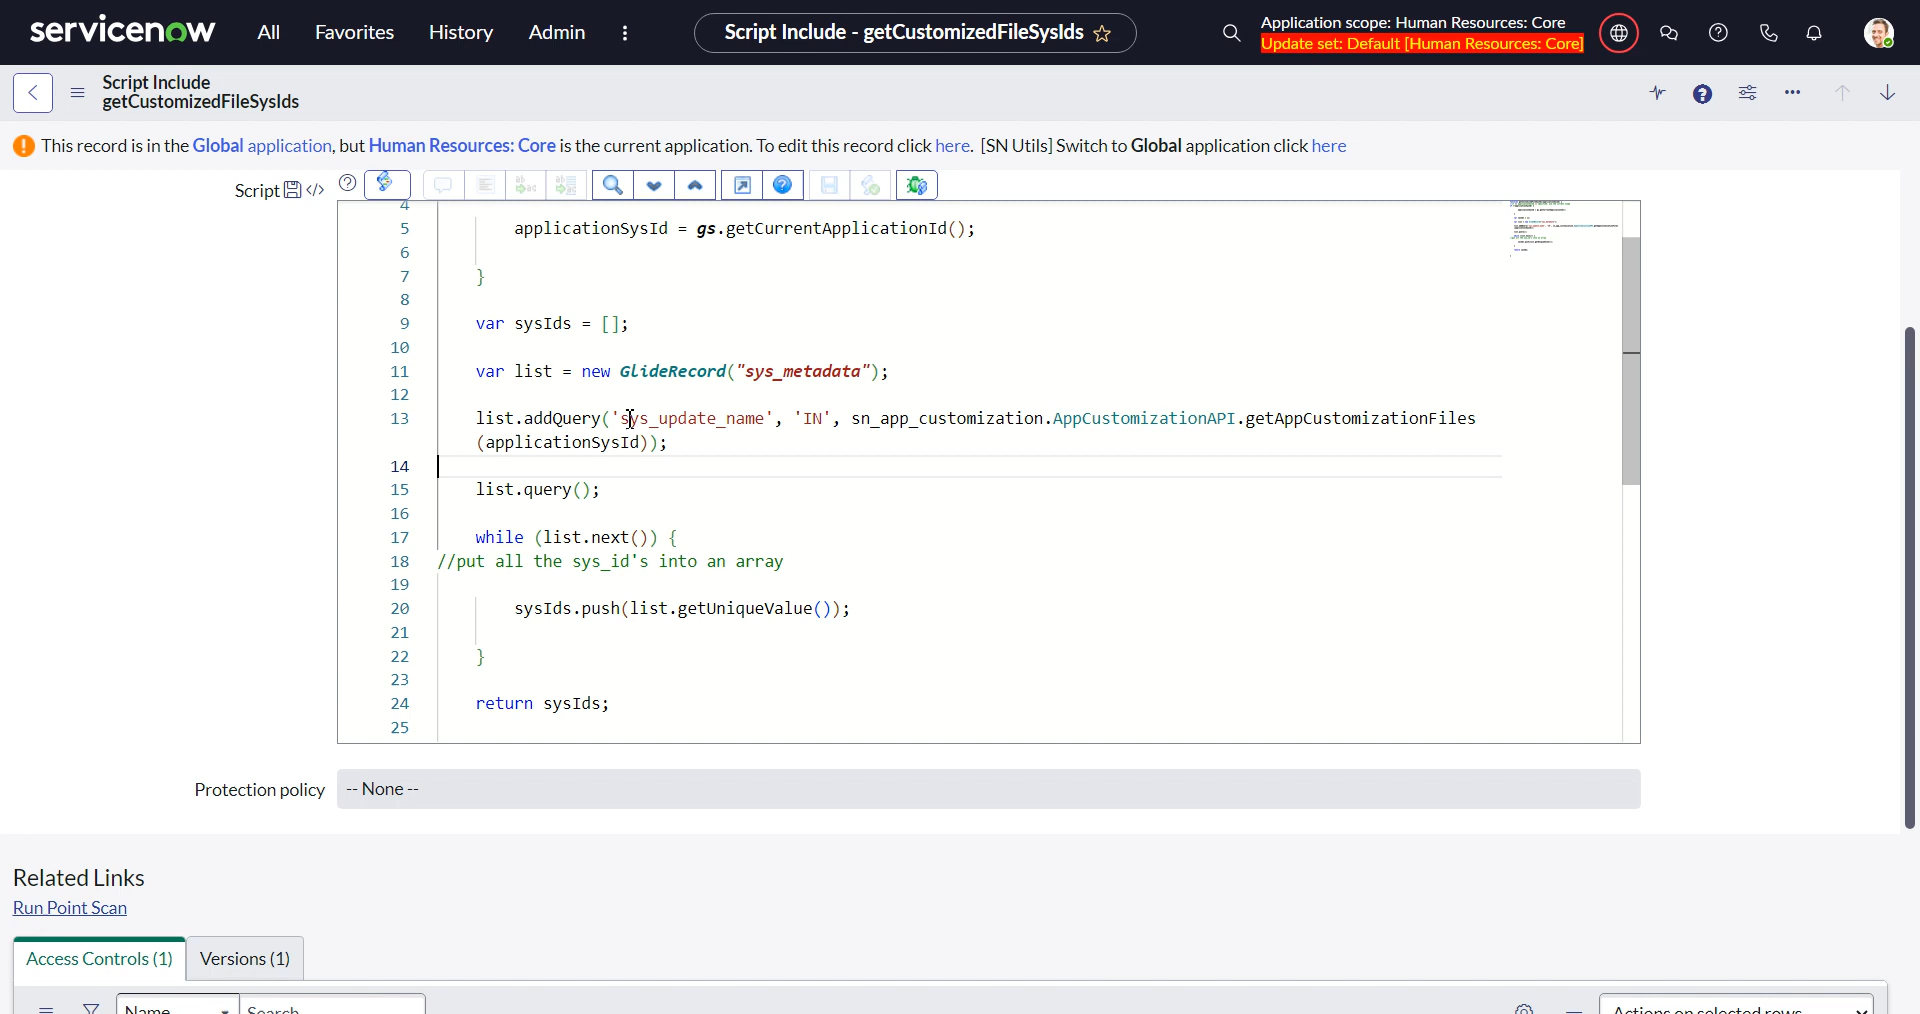 servicenow
All
Favorites
History
Admin
Script Include - getCustomizedFileSysIds
Application scope: Human Resources: Core
Update set: Default [Human Resources: Core]
Script Include
getCustomizedFileSysIds
This record is in the Global application, but Human Resources: Core is the current application. To edit this record click here. [SN Utils] Switch to Global application click here
Script
4
5 applicationSysId = gs.getCurrentApplicationId();
6
7 }
8
9 var sysIds = [];
10
11 var list = new GlideRecord("sys_metadata");
12
13 list.addQuery('sys_update_name', 'IN', sn_app_customization.AppCustomizationAPI.getAppCustomizationFiles
(applicationSysId));
14
15 list.query();
16
17 while (list.next()) {
18 //put all the sys_id's into an array
19
20 sysIds.push(list.getUniqueValue());
21
22 }
23
24 return sysIds;
25
Protection policy
-- None --
Related Links
Run Point Scan
Access Controls (1)
Versions (1)
Name
Search
Actions on selected rows...